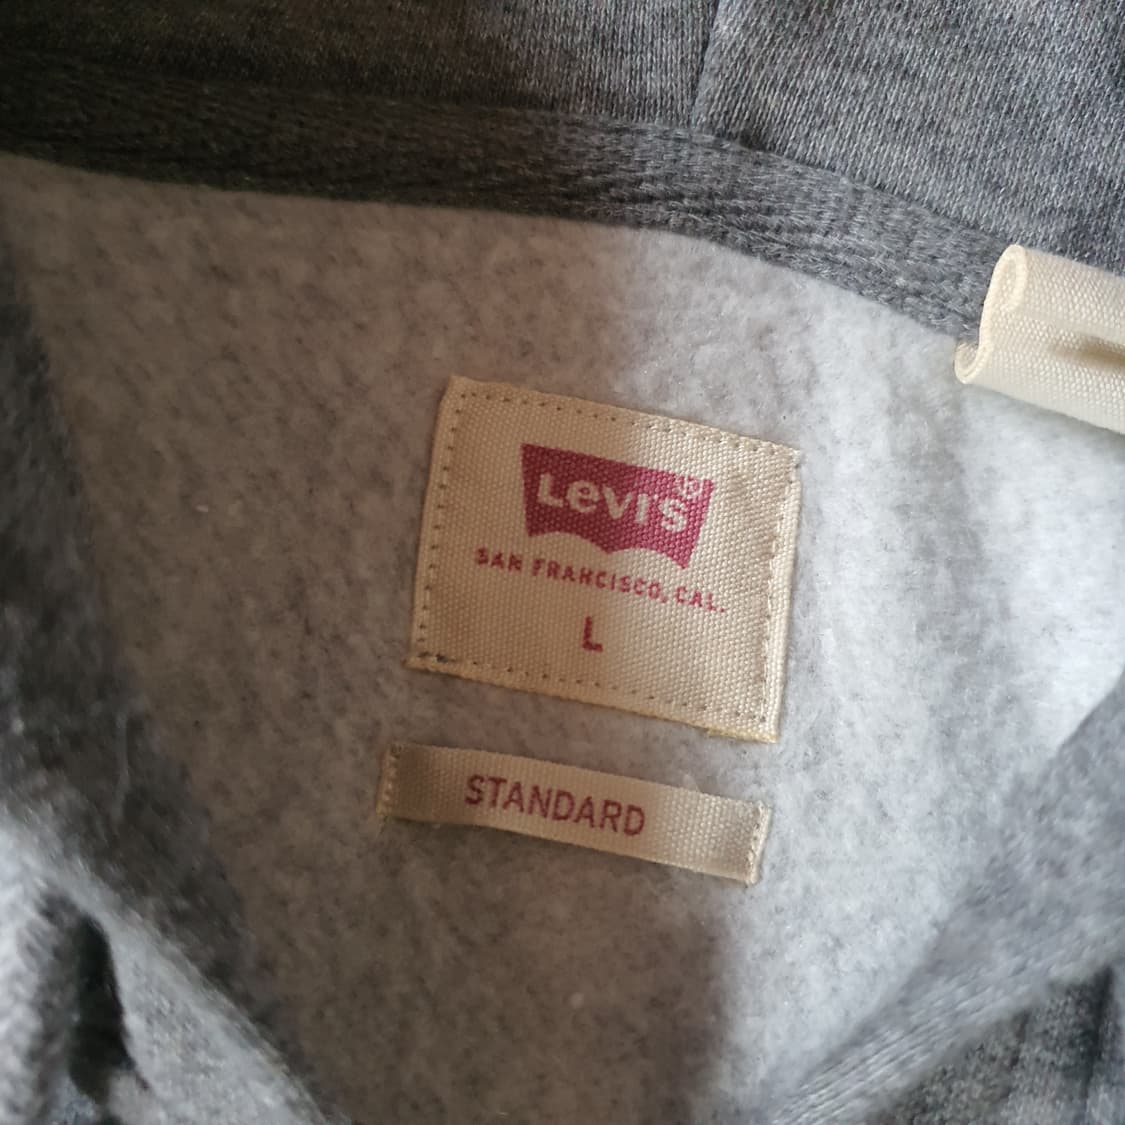 Levi's®
SAN FRANCISCO, CAL.
L
STANDARD